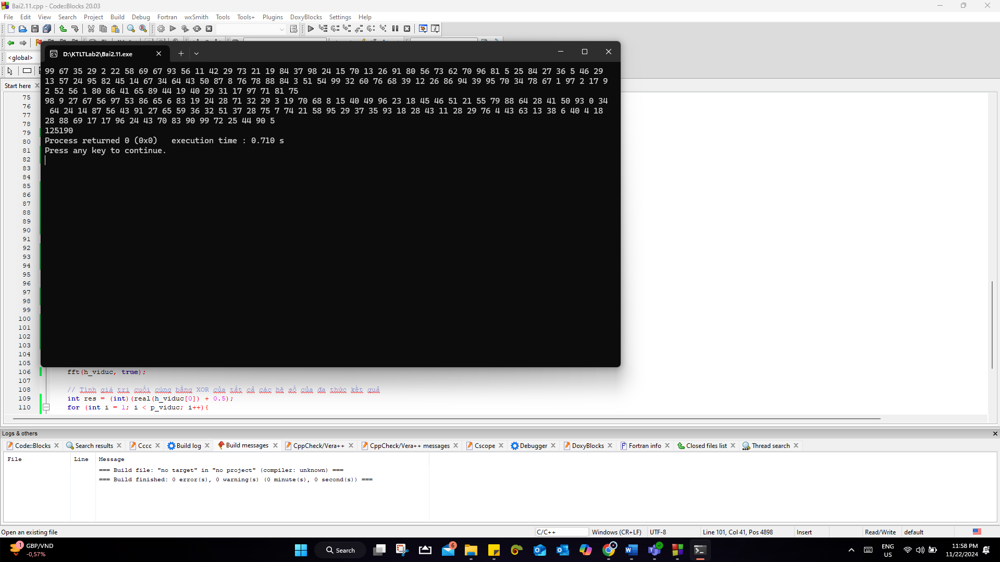 Bai2.11.cpp - Code::Blocks 20.03
File Edit View Search Project Build Debug Fortran wxSmith Tools Tools+ Plugins DoxyBlocks Settings Help
<global>
D:\KTLTLab2\Bai2.11.exe
99 67 35 29 2 22 58 69 67 93 56 11 42 29 73 21 19 84 37 98 24 15 70 13 26 91 80 56 73 62 70 96 81 5 25 84 27 36 5 46 29
13 57 24 95 82 45 14 67 34 64 43 50 87 8 76 78 88 84 3 51 54 99 32 60 76 68 39 12 26 86 94 39 95 70 34 78 67 1 97 2 17 9
2 52 56 1 80 86 41 65 89 44 19 40 29 31 17 97 71 81 75
98 9 27 67 56 97 53 86 65 6 83 19 24 28 71 32 29 3 19 70 68 8 15 40 49 96 23 18 45 46 51 21 55 79 88 64 28 41 50 93 0 34
64 24 14 87 56 43 91 27 65 59 36 32 51 37 28 75 7 74 21 58 95 29 37 35 93 18 28 43 11 28 29 76 4 43 63 13 38 6 40 4 18
28 88 69 17 17 96 24 43 70 83 90 99 72 25 44 90 5
125190
Process returned 0 (0x0)   execution time : 0.710 s
Press any key to continue.
Start here
75
76
77
78
79
80
81
82
83
84
85
86
87
88
89
90
91
92
93
94
95
96
97
98
99
100
101
102
103
104
105
106 fft(h_viduc, true);
107
108 // Tính giá trị cuối cùng bằng XOR của tất cả các hệ số của đa thức kết quả
109 int res = (int)(real(h_viduc[0]) + 0.5);
110 for (int i = 1; i < p_viduc; i++){
Logs & others
Code::Blocks Search results Cccc Build log Build messages CppCheck/Vera++ CppCheck/Vera++ messages Cscope Debugger DoxyBlocks Fortran info Closed files list Thread search
File Line Message
=== Build file: "no target" in "no project" (compiler: unknown) ===
=== Build finished: 0 error(s), 0 warning(s) (0 minute(s), 0 second(s)) ===
Open an existing file C/C++ Windows (CR+LF) UTF-8 Line 101, Col 41, Pos 4898 Insert Read/Write default
1 GBP/VND
-0,57%
Search
6
ENG
US
11:58 PM
11/22/2024